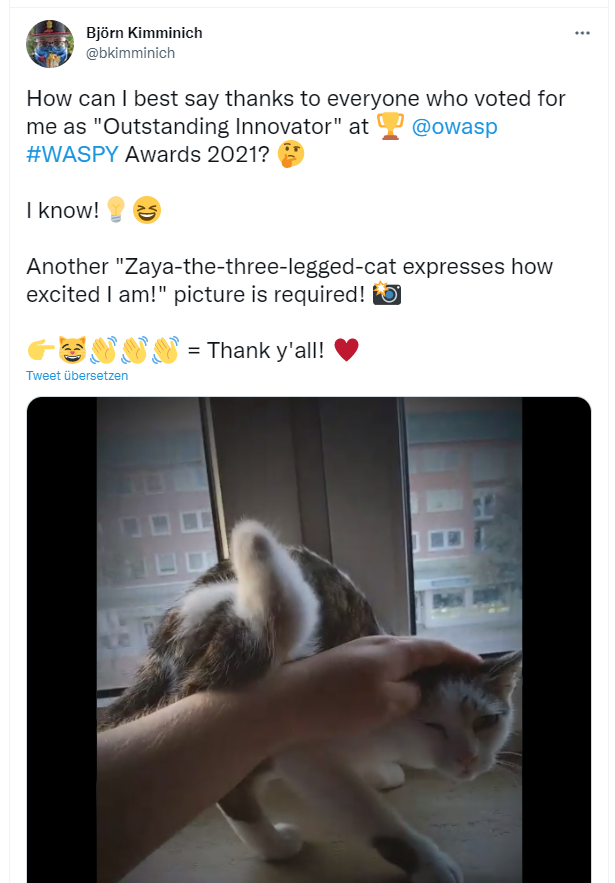 Björn Kimminich
@bkimminich
How can I best say thanks to everyone who voted for
me as "Outstanding Innovator" at 🏆 @owasp
#WASPY Awards 2021? 🤔
I know! 💡 😆
Another "Zaya-the-three-legged-cat expresses how
excited I am!" picture is required! 📸
👉😸👋👋👋 = Thank y'all! ♥️
Tweet übersetzen